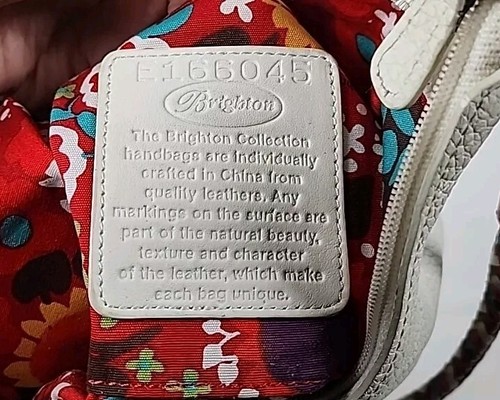 E166045
Brighton
The Brighton Collection
handbags are individually
crafted in China from
quality leathers. Any
markings on the surface are
part of the natural beauty,
texture and character
of the leather, which make
each bag unique.